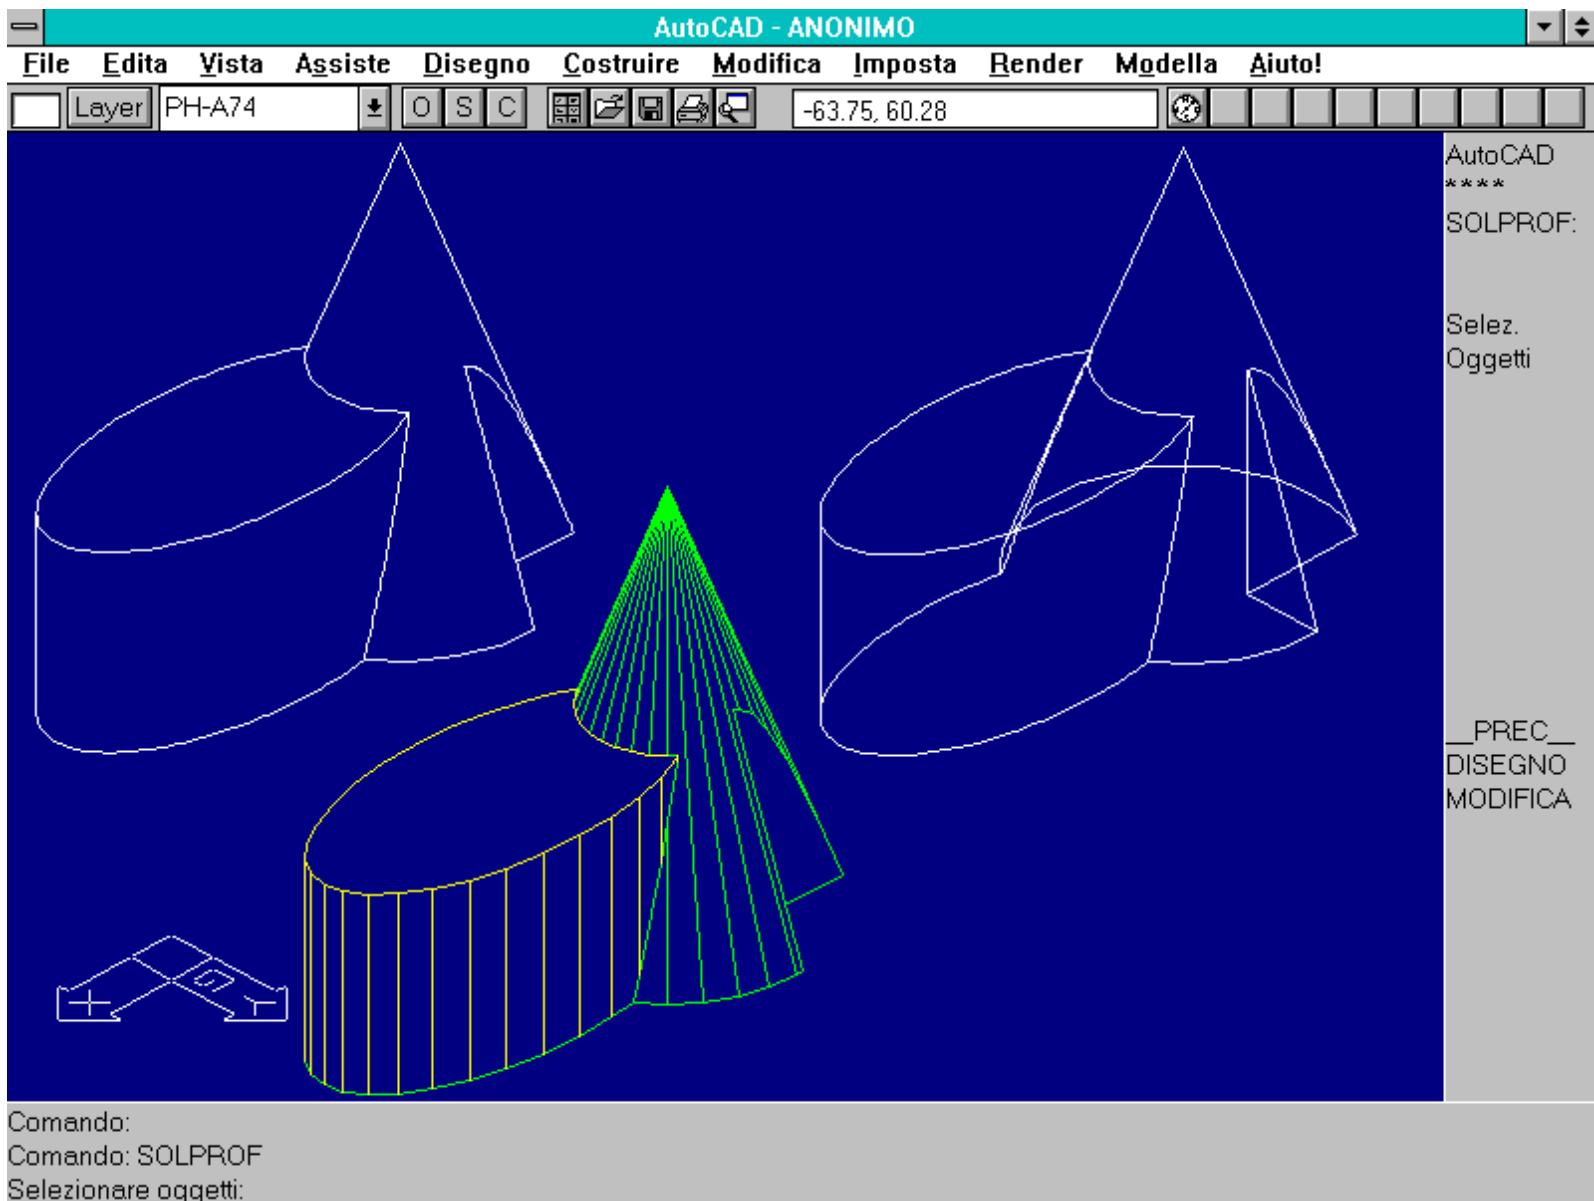 AutoCAD - ANONIMO
File Edita Vista Assiste Disegno Costruire Modifica Imposta Render Modella Aiuto!
Layer PH-A74 O S C -63.75, 60.28
AutoCAD
****
SOLPROF:
Selez.
Oggetti
__PREC__
DISEGNO
MODIFICA
G Y
Comando:
Comando: SOLPROF
Selezionare oggetti: